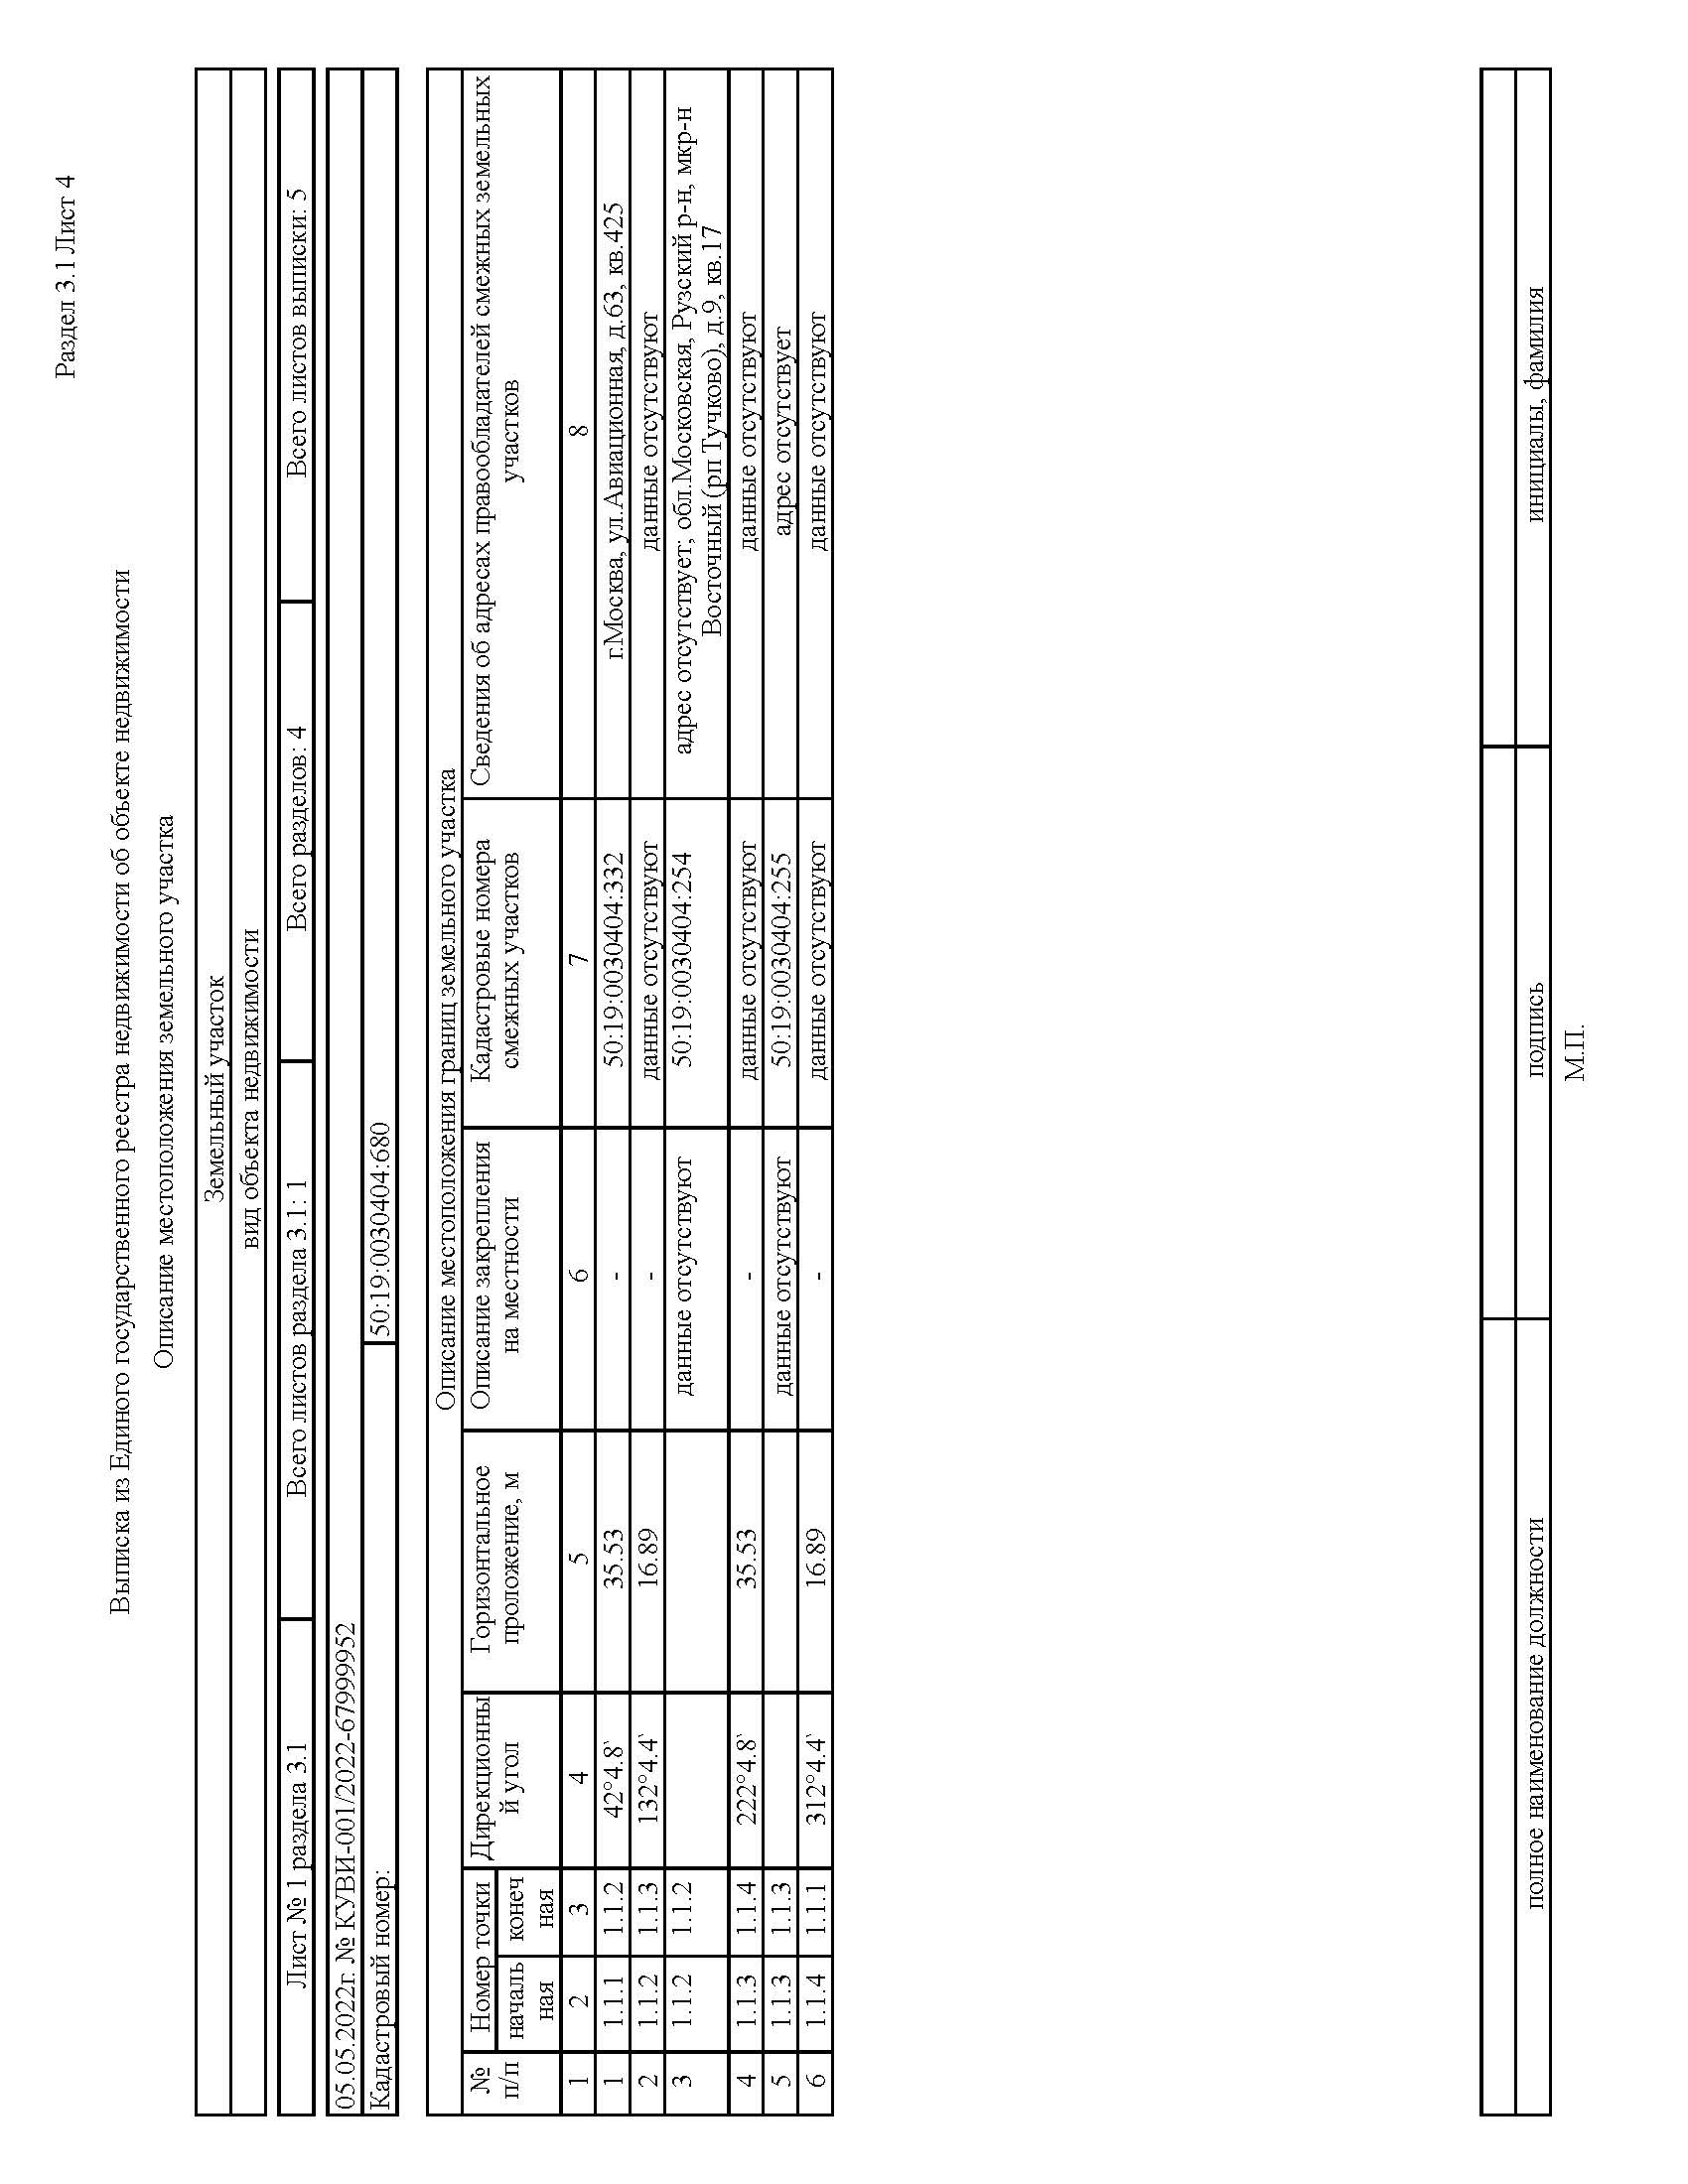 Раздел 3.1 Лист 4
Выписка из Единого государственного реестра недвижимости об объекте недвижимости
Описание местоположения земельного участка
Земельный участок
вид объекта недвижимости
Лист № 1 раздела 3.1 Всего листов раздела 3.1: 1 Всего разделов: 4 Всего листов выписки: 5
05.05.2022г. № КУВИ-001/2022-67999952
Кадастровый номер: 50:19:0030404:680
Описание местоположения границ земельного участка
№ п/п
Номер точки
началь
ная
конеч
ная
Дирекционны
й угол
Горизонтальное
проложение, м
Описание закрепления
на местности
Кадастровые номера
смежных участков
Сведения об адресах правообладателей смежных земельных
участков
1 2 3 4 5 6 7 8
1 1.1.1 1.1.2 42°4.8` 35.53 - 50:19:0030404:332 г.Москва, ул.Авиационная, д.63, кв.425
2 1.1.2 1.1.3 132°4.4` 16.89 - данные отсутствуют данные отсутствуют
3 1.1.2 1.1.2 данные отсутствуют 50:19:0030404:254 адрес отсутствует; обл.Московская, Рузский р-н, мкр-н
Восточный (рп Тучково), д.9, кв.17
4 1.1.3 1.1.4 222°4.8` 35.53 - данные отсутствуют данные отсутствуют
5 1.1.3 1.1.3 данные отсутствуют 50:19:0030404:255 адрес отсутствует
6 1.1.4 1.1.1 312°4.4` 16.89 - данные отсутствуют данные отсутствуют
полное наименование должности подпись инициалы, фамилия
М.П.